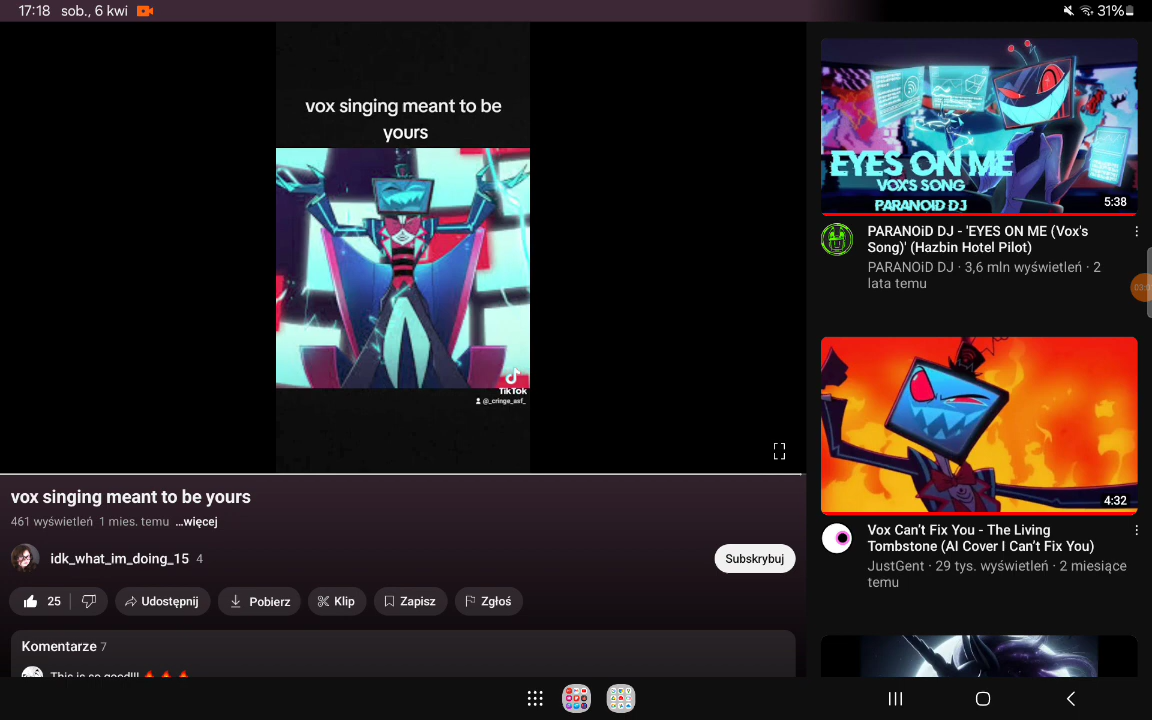 17:18 sob., 6 kwi
31%
vox singing meant to be
yours
TikTok
@_cringe_asf_
vox singing meant to be yours
461 wyświetleń 1 mies. temu ...więcej
idk_what_im_doing_15 4
Subskrybuj
25
Udostępnij
Pobierz
Klip
Zapisz
Zgłoś
Komentarze 7
This is so good!!!
EYES ON ME
VOX'S SONG
PARANOID DJ
5:38
PARANOiD DJ - 'EYES ON ME (Vox's
Song)' (Hazbin Hotel Pilot)
PARANOiD DJ · 3,6 mln wyświetleń · 2
lata temu
4:32
Vox Can't Fix You - The Living
Tombstone (AI Cover I Can't Fix You)
JustGent · 29 tys. wyświetleń · 2 miesiące
temu